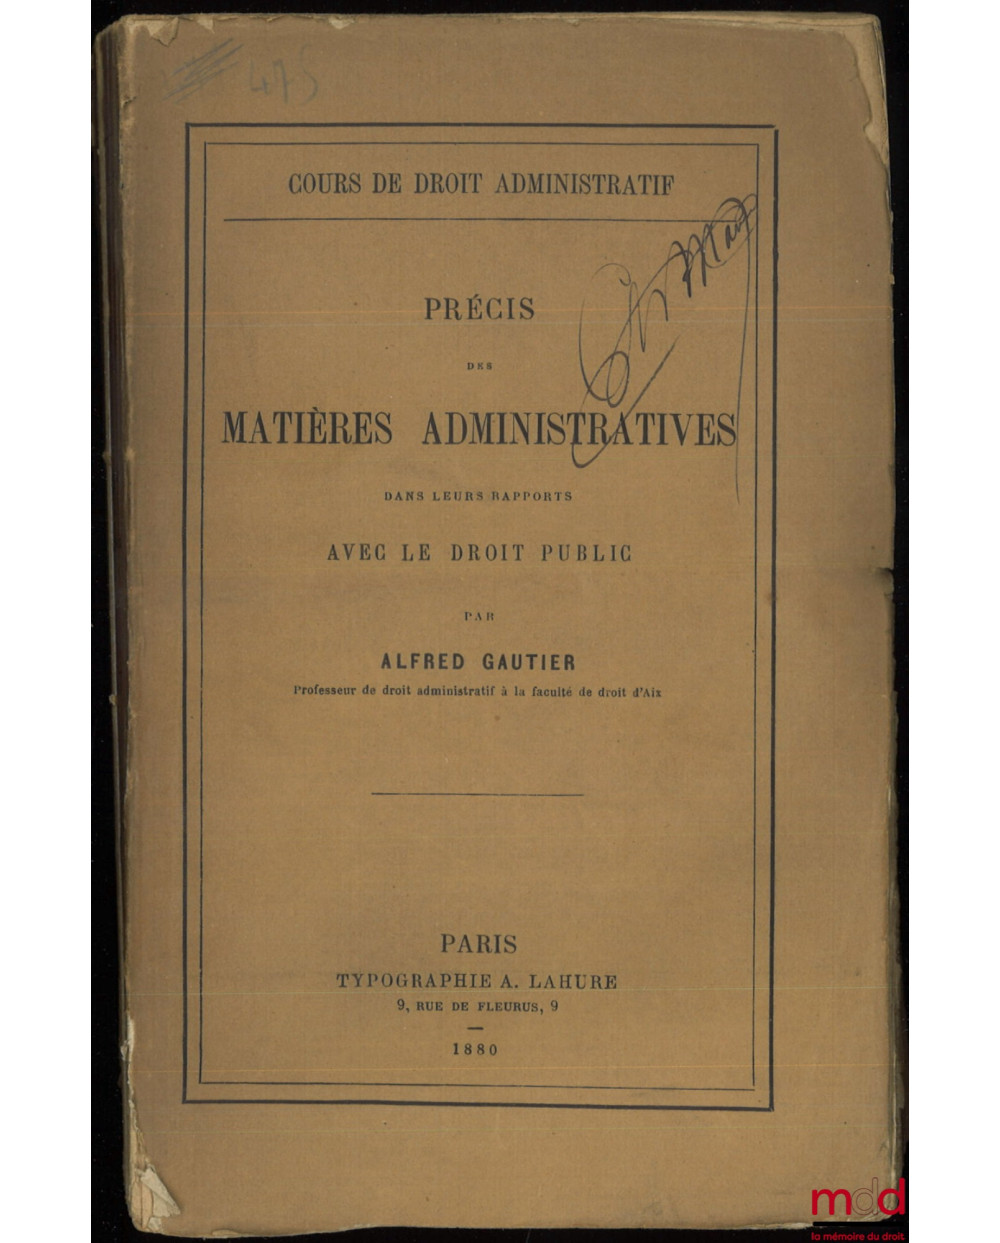 475
COURS DE DROIT ADMINISTRATIF
PRÉCIS
DES
MATIÈRES ADMINISTRATIVES
DANS LEURS RAPPORTS
AVEC LE DROIT PUBLIC
PAR
ALFRED GAUTIER
Professeur de droit administratif à la faculté de droit d'Aix
PARIS
TYPOGRAPHIE A. LAHURE
9, RUE DE FLEURUS, 9
1880
mdd
la mémoire du droit